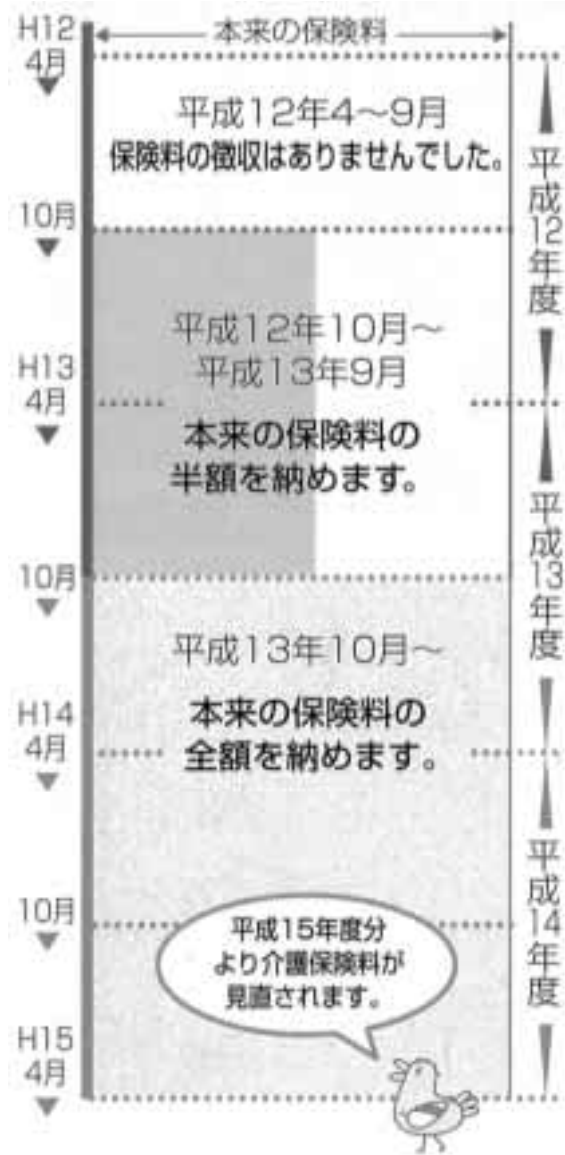 本来の保険料
H12
4月
平成12年4〜9月
保険料の徴収はありませんでした。
平成12年度
10月
平成12年10月〜
平成13年9月
H13
4月
本来の保険料の
半額を納めます。
平成13年度
10月
平成13年10月〜
本来の保険料の
全額を納めます。
H14
4月
平成14年度
10月
平成15年度分
より介護保険料が
見直されます。
H15
4月